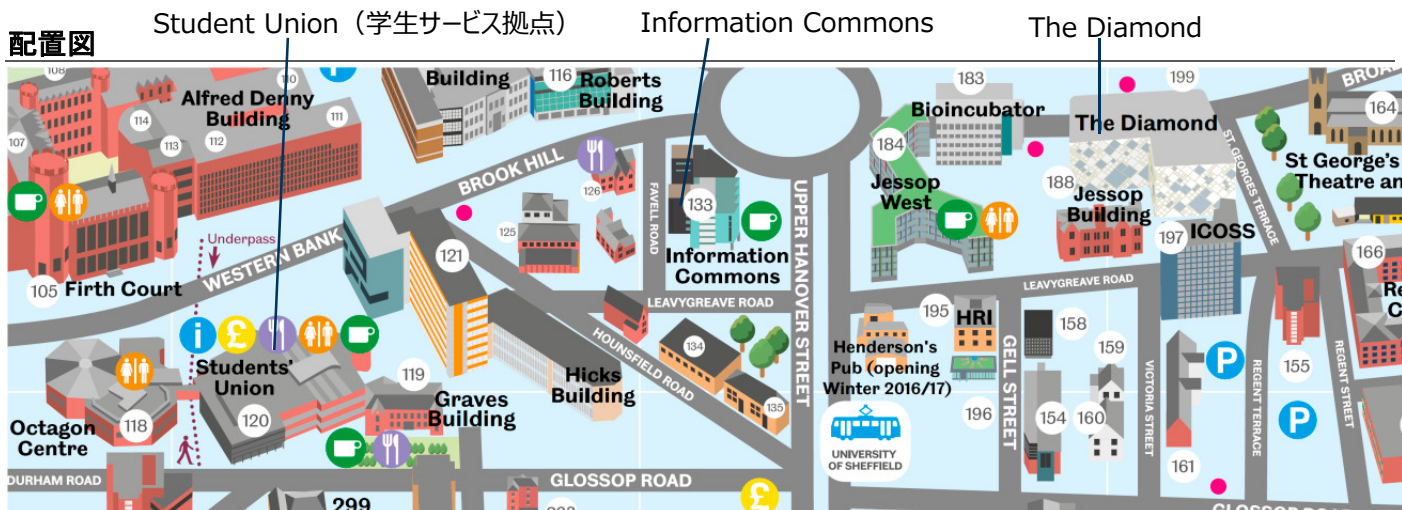 Student Union（学生サービス拠点）
Information Commons
The Diamond
配置図
108
110
P
Building
116
Roberts
Building
183
199
BROAD
107
114
113
112
111
Alfred Denny
Building
BROOK HILL
126
FAVELL ROAD
133
Information
Commons
UPPER HANOVER STREET
184
Jessop
West
Bioincubator
The Diamond
188
Jessop
Building
197
ICOSS
ST. GEORGES TERRACE
164
St George's
Theatre an
166
Re
C
105
Firth Court
Underpass
WESTERN BANK
121
125
LEAVYGREAVE ROAD
LEAVYGREAVE ROAD
HOUNSFIELD ROAD
134
135
Hicks
Building
i
£
Students'
Union
120
119
Graves
Building
Octagon
Centre
118
195
HRI
Henderson's
Pub (opening
Winter 2016/17)
UNIVERSITY
OF SHEFFIELD
196
GELL STREET
158
159
154
160
VICTORIA STREET
161
P
REGENT TERRACE
P
155
REGENT STREET
DURHAM ROAD
GLOSSOP ROAD
£
299
GLOSSOP ROAD